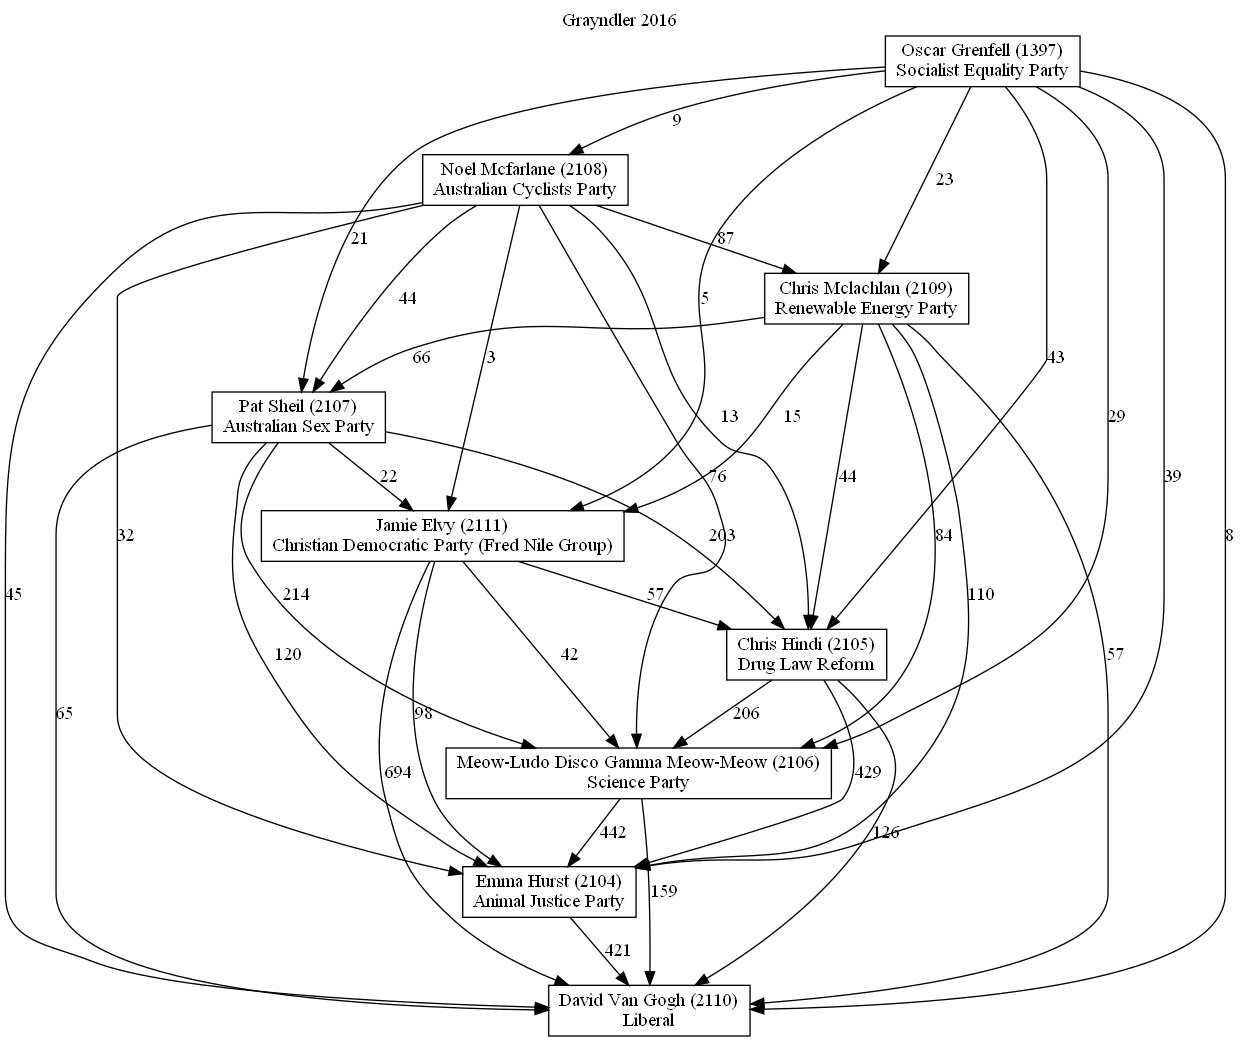 Grayndler 2016
Oscar Grenfell (1397)
Socialist Equality Party
9
Noel Mcfarlane (2108)
Australian Cyclists Party
23
21
87
Chris Mclachlan (2109)
Renewable Energy Party
44
5
3
66
43
Pat Sheil (2107)
Australian Sex Party
13
15
29
22
76
44
39
Jamie Elvy (2111)
Christian Democratic Party (Fred Nile Group)
32
203
84
8
45
214
57
110
Chris Hindi (2105)
Drug Law Reform
120
42
57
65
98
206
Meow-Ludo Disco Gamma Meow-Meow (2106)
Science Party
694
429
442
126
Emma Hurst (2104)
Animal Justice Party
159
421
David Van Gogh (2110)
Liberal